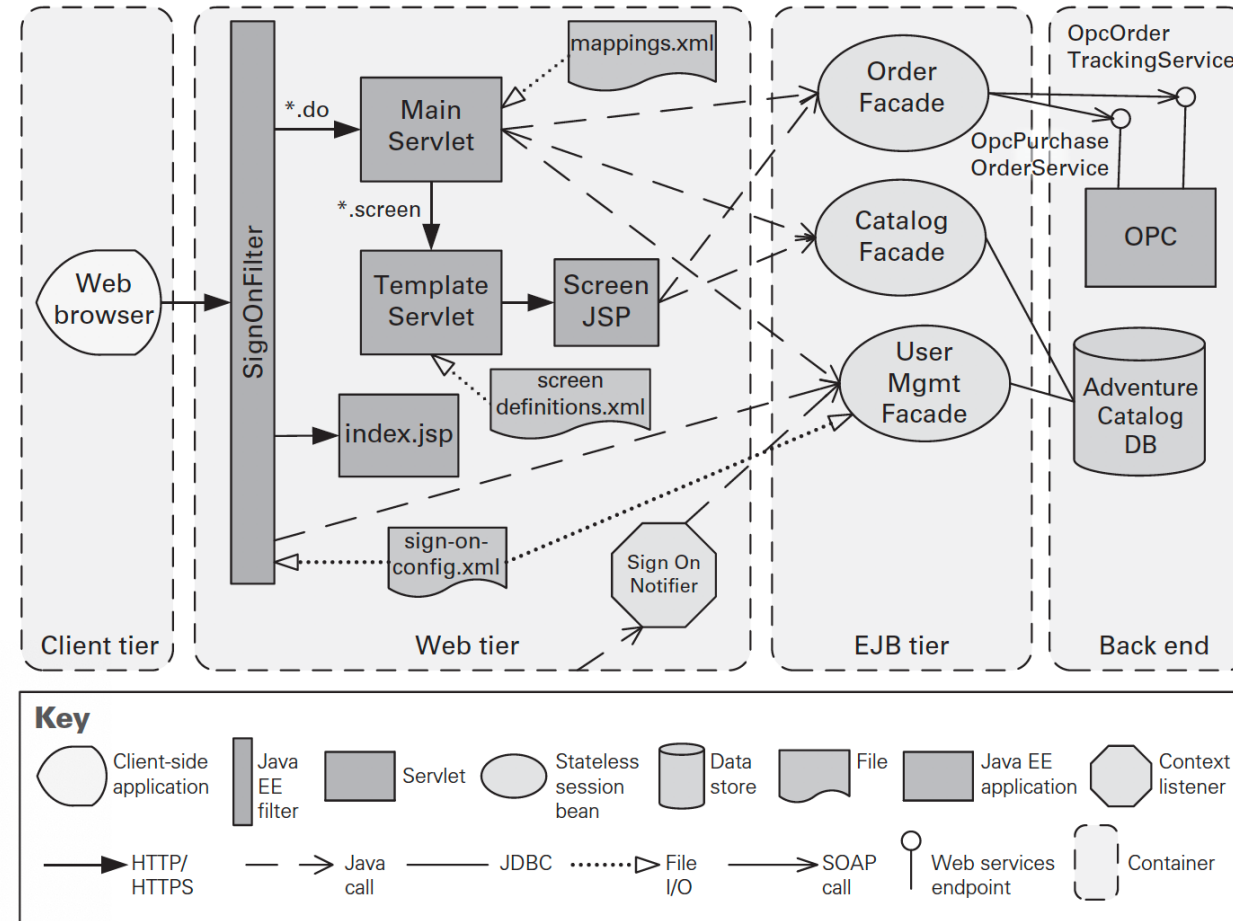 mappings.xml
*.do
Main
Servlet
*.screen
Web
browser
SignOnFilter
Template
Servlet
Screen
JSP
screen
definitions.xml
index.jsp
sign-on-
config.xml
Sign On
Notifier
Order
Facade
Catalog
Facade
User
Mgmt
Facade
OpcOrder
TrackingService
OpcPurchase
OrderService
OPC
Adventure
Catalog
DB
Client tier
Web tier
EJB tier
Back end
Key
Client-side
application
Java
EE
filter
Servlet
Stateless
session
bean
Data
store
File
Java EE
application
Context
listener
HTTP/
HTTPS
Java
call
JDBC
File
I/O
SOAP
call
Web services
endpoint
Container